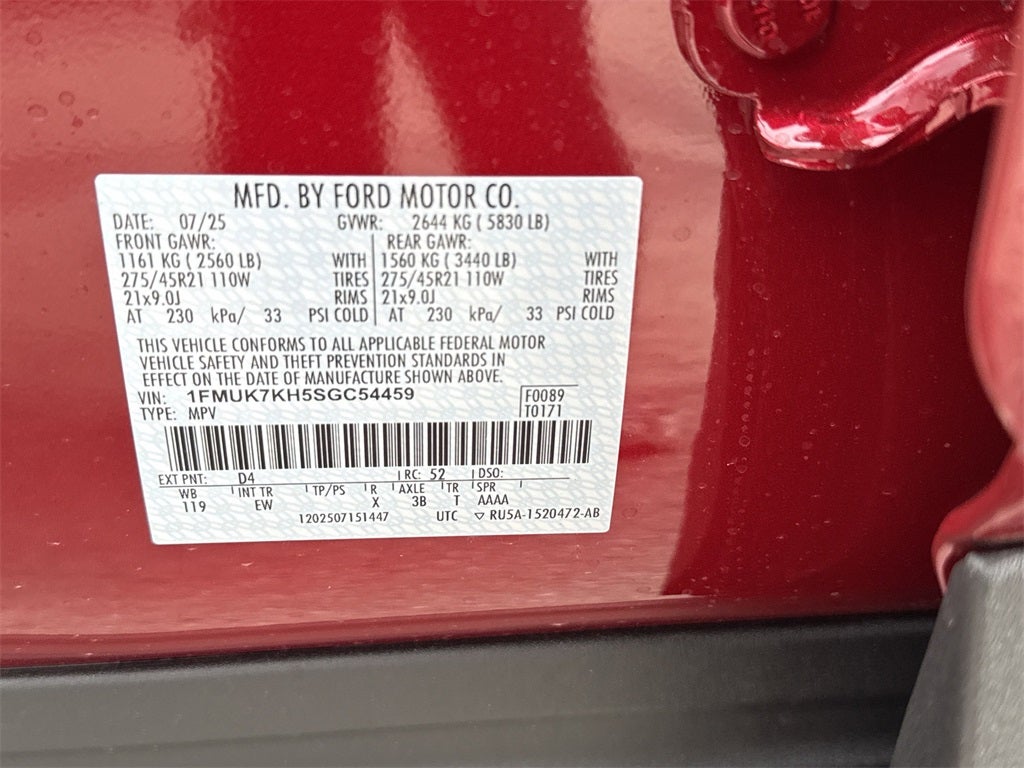 MFD. BY FORD MOTOR CO.
DATE: 07/25 GVWR: 2644 KG ( 5830 LB)
FRONT GAWR: REAR GAWR:
1161 KG ( 2560 LB) WITH 1560 KG ( 3440 LB) WITH
275/45R21 110W TIRES 275/45R21 110W TIRES
21x9.0J RIMS 21x9.0J RIMS
AT 230 kPa/ 33 PSI COLD AT 230 kPa/ 33 PSI COLD
THIS VEHICLE CONFORMS TO ALL APPLICABLE FEDERAL MOTOR
VEHICLE SAFETY AND THEFT PREVENTION STANDARDS IN
EFFECT ON THE DATE OF MANUFACTURE SHOWN ABOVE.
VIN: 1FMUK7KH5SGC54459 F0089
TYPE: MPV T0171
EXT PNT: D4 RC: 52 DSO:
WB INT TR TP/PS R AXLE TR SPR
119 EW X 3B T AAAA
1202507151447 UTC ▽ RU5A-1520472-AB